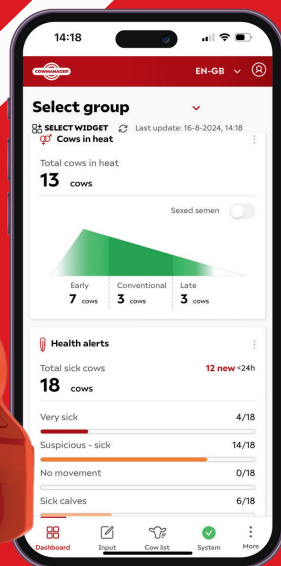 14:18
COWMANAGER
EN-GB
Select group
SELECT WIDGET Last update: 16-8-2024, 14:18
Cows in heat
Total cows in heat
13 cows
Sexed semen
Early Conventional Late
7 cows 3 cows 3 cows
Health alerts
Total sick cows 12 new <24h
18 cows
Very sick 4/18
Suspicious - sick 14/18
No movement 0/18
Sick calves 6/18
Dashboard Input Cow list System More